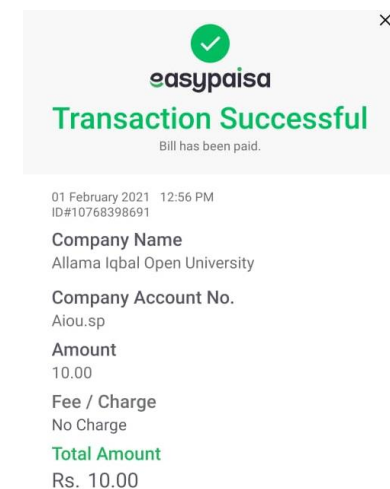 easypaisa
Transaction Successful
Bill has been paid.
01 February 2021 12:56 PM
ID#10768398691
Company Name
Allama Iqbal Open University
Company Account No.
Aiou.sp
Amount
10.00
Fee / Charge
No Charge
Total Amount
Rs. 10.00